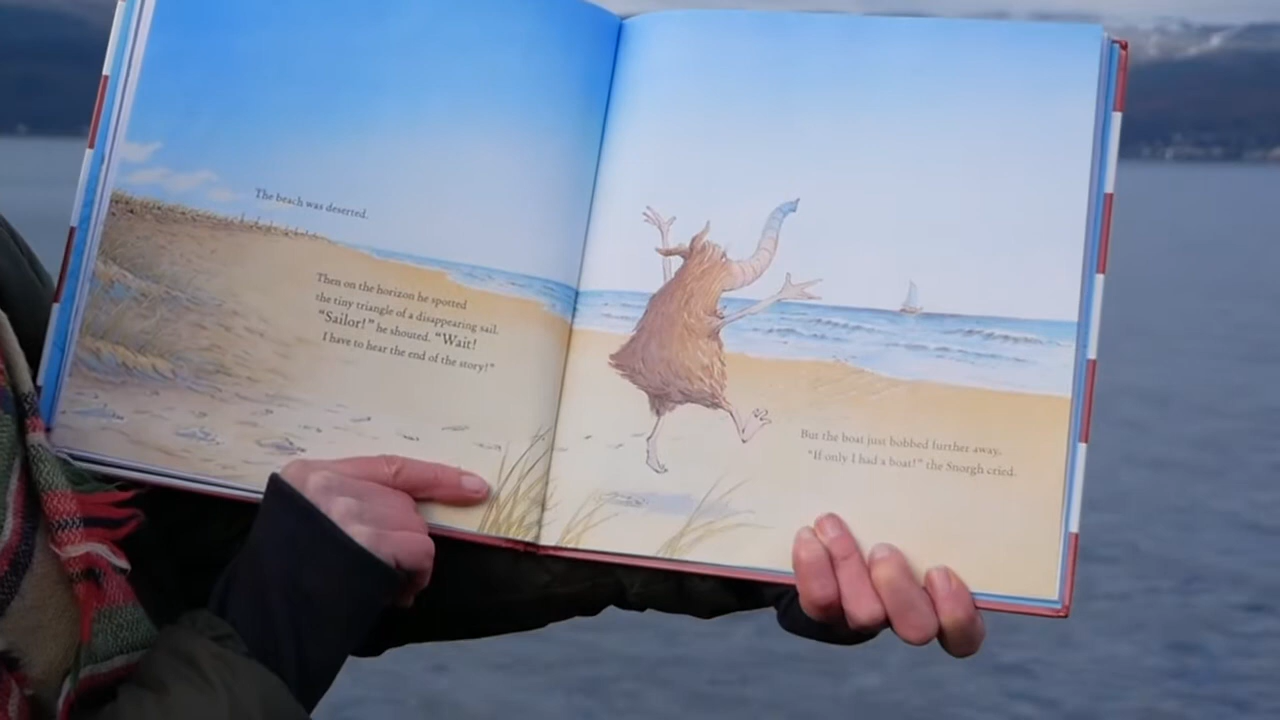 The beach was deserted.
Then on the horizon he spotted
the tiny triangle of a disappearing sail.
"Sailor!" he shouted. "Wait!
I have to hear the end of the story!"
But the boat just bobbed further away.
"If only I had a boat!" the Snorgh cried.